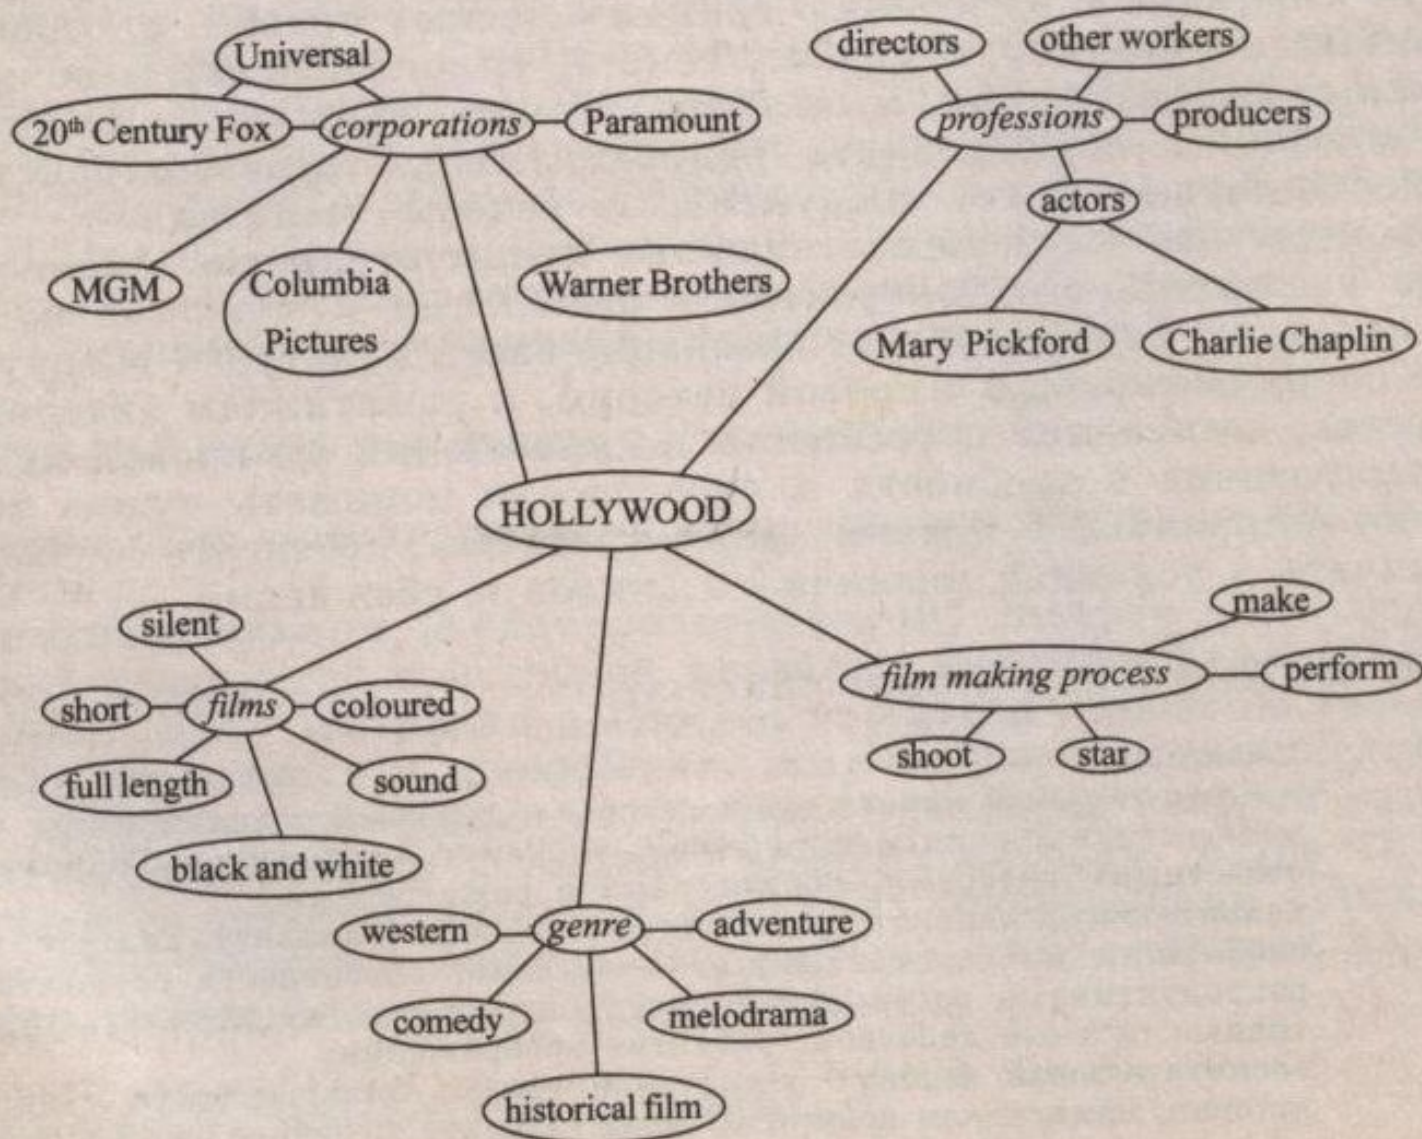 Universal
20th Century Fox
corporations
Paramount
MGM
Columbia
Pictures
Warner Brothers
directors
other workers
professions
producers
actors
Mary Pickford
Charlie Chaplin
HOLLYWOOD
silent
short
films
coloured
full length
sound
black and white
make
film making process
perform
shoot
star
western
genre
adventure
comedy
melodrama
historical film